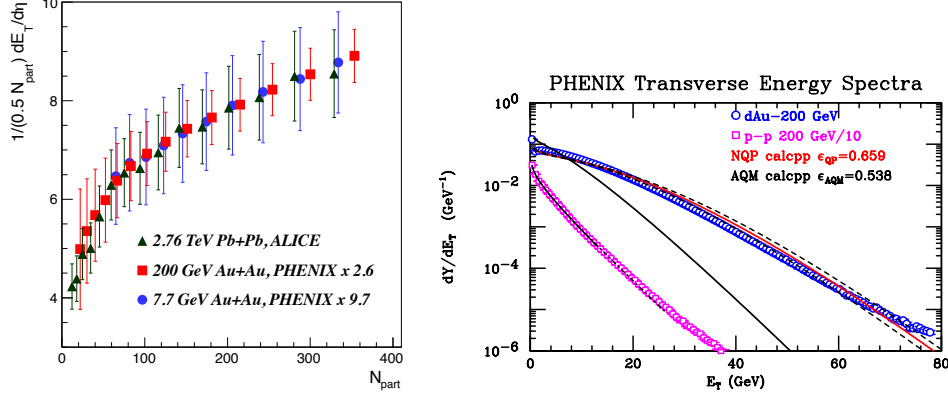 10
8
6
4
1/(0.5 N_part) dE_T/dη
2.76 TeV Pb+Pb, ALICE
200 GeV Au+Au, PHENIX x 2.6
7.7 GeV Au+Au, PHENIX x 9.7
0 100 200 300 400
N_part
PHENIX Transverse Energy Spectra
dAu-200 GeV
p-p 200 GeV/10
NQP calcpp ϵ_QP=0.659
AQM calcpp ϵ_AQM=0.538
dY/dE_T (GeV⁻¹)
10⁰
10⁻²
10⁻⁴
10⁻⁶
0 20 40 60 80
E_T (GeV)